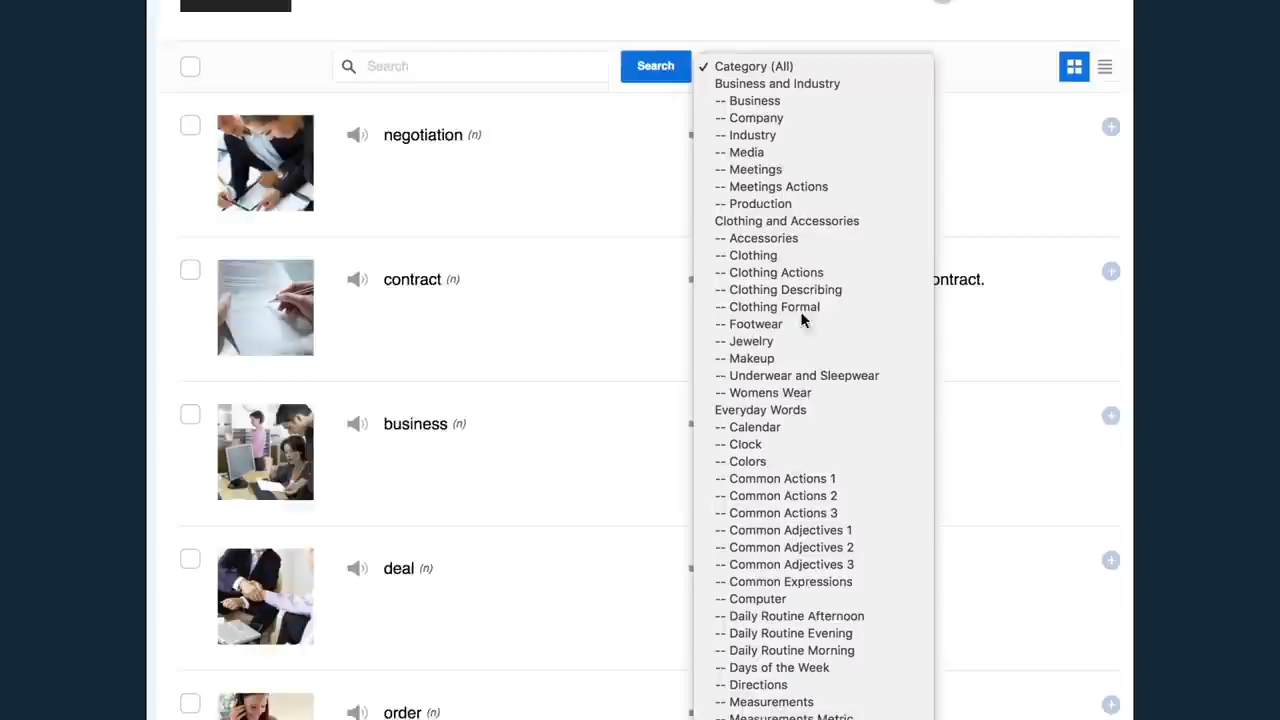 Search
Search
✓ Category (All)
Business and Industry
-- Business
-- Company
-- Industry
-- Media
-- Meetings
-- Meetings Actions
-- Production
Clothing and Accessories
-- Accessories
-- Clothing
-- Clothing Actions
-- Clothing Describing
-- Clothing Formal
-- Footwear
-- Jewelry
-- Makeup
-- Underwear and Sleepwear
-- Womens Wear
Everyday Words
-- Calendar
-- Clock
-- Colors
-- Common Actions 1
-- Common Actions 2
-- Common Actions 3
-- Common Adjectives 1
-- Common Adjectives 2
-- Common Adjectives 3
-- Common Expressions
-- Computer
-- Daily Routine Afternoon
-- Daily Routine Evening
-- Daily Routine Morning
-- Days of the Week
-- Directions
-- Measurements
-- Measurements Metric
negotiation (n)
contract (n)
ontract.
business (n)
deal (n)
order (n)